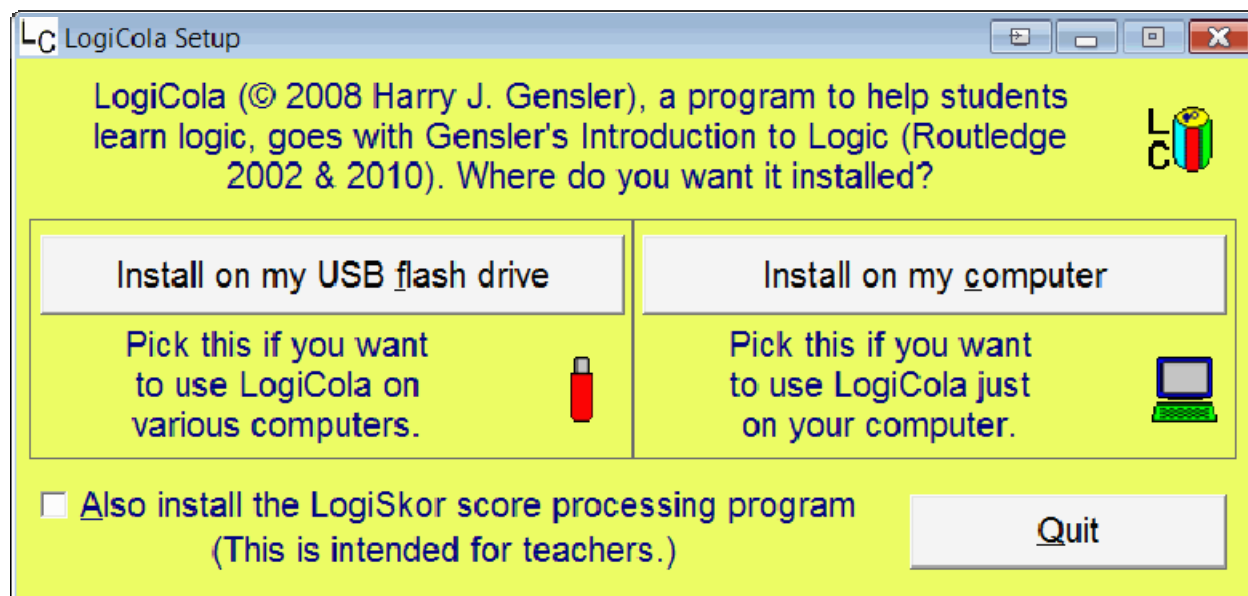 LC LogiCola Setup
LogiCola (© 2008 Harry J. Gensler), a program to help students
learn logic, goes with Gensler's Introduction to Logic (Routledge
2002 & 2010). Where do you want it installed?
L
C
Install on my USB flash drive
Pick this if you want
to use LogiCola on
various computers.
Install on my computer
Pick this if you want
to use LogiCola just
on your computer.
Also install the LogiSkor score processing program
(This is intended for teachers.)
Quit